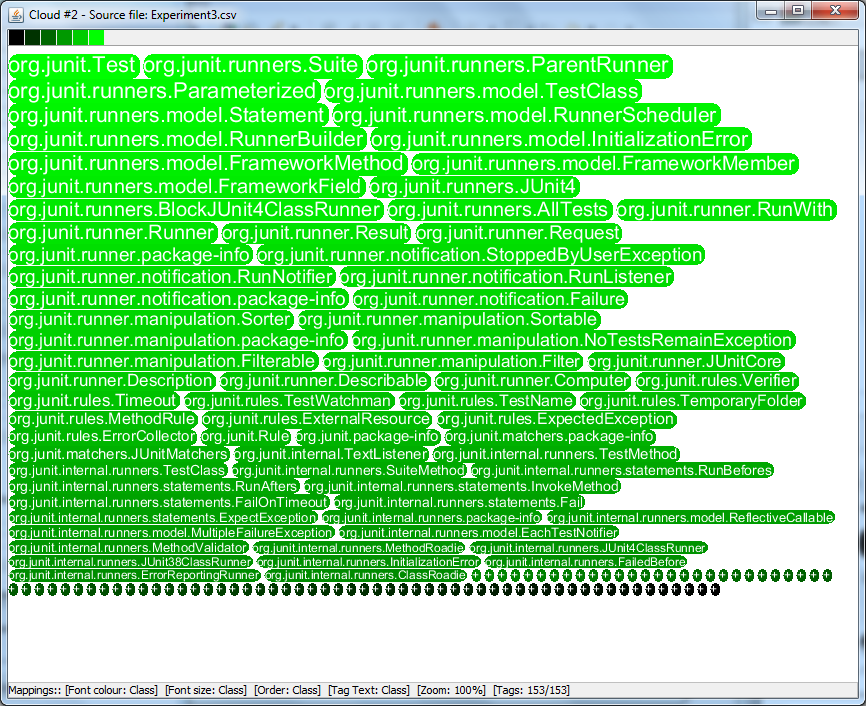 Cloud #2 - Source file: Experiment3.csv
org.junit.Test org.junit.runners.Suite org.junit.runners.ParentRunner
org.junit.runners.Parameterized org.junit.runners.model.TestClass
org.junit.runners.model.Statement org.junit.runners.model.RunnerScheduler
org.junit.runners.model.RunnerBuilder org.junit.runners.model.InitializationError
org.junit.runners.model.FrameworkMethod org.junit.runners.model.FrameworkMember
org.junit.runners.model.FrameworkField org.junit.runners.JUnit4
org.junit.runners.BlockJUnit4ClassRunner org.junit.runners.AllTests org.junit.runner.RunWith
org.junit.runner.Runner org.junit.runner.Result org.junit.runner.Request
org.junit.runner.package-info org.junit.runner.notification.StoppedByUserException
org.junit.runner.notification.RunNotifier org.junit.runner.notification.RunListener
org.junit.runner.notification.package-info org.junit.runner.notification.Failure
org.junit.runner.manipulation.Sorter org.junit.runner.manipulation.Sortable
org.junit.runner.manipulation.package-info org.junit.runner.manipulation.NoTestsRemainException
org.junit.runner.manipulation.Filterable org.junit.runner.manipulation.Filter org.junit.runner.JUnitCore
org.junit.runner.Description org.junit.runner.Describable org.junit.runner.Computer org.junit.rules.Verifier
org.junit.rules.Timeout org.junit.rules.TestWatchman org.junit.rules.TestName org.junit.rules.TemporaryFolder
org.junit.rules.MethodRule org.junit.rules.ExternalResource org.junit.rules.ExpectedException
org.junit.rules.ErrorCollector org.junit.Rule org.junit.package-info org.junit.matchers.package-info
org.junit.matchers.JUnitMatchers org.junit.internal.TextListener org.junit.internal.runners.TestMethod
org.junit.internal.runners.TestClass org.junit.internal.runners.SuiteMethod org.junit.internal.runners.statements.RunBefores
org.junit.internal.runners.statements.RunAfters org.junit.internal.runners.statements.InvokeMethod
org.junit.internal.runners.statements.FailOnTimeout org.junit.internal.runners.statements.Fail
org.junit.internal.runners.statements.ExpectException org.junit.internal.runners.package-info org.junit.internal.runners.model.ReflectiveCallable
org.junit.internal.runners.model.MultipleFailureException org.junit.internal.runners.model.EachTestNotifier
org.junit.internal.runners.MethodValidator org.junit.internal.runners.MethodRoadie org.junit.internal.runners.JUnit4ClassRunner
org.junit.internal.runners.JUnit38ClassRunner org.junit.internal.runners.InitializationError org.junit.internal.runners.FailedBefore
org.junit.internal.runners.ErrorReportingRunner org.junit.internal.runners.ClassRoadie + + + + + + + + + + + + + + + + + + + + + + + + + + + +
Mappings:: [Font colour: Class] [Font size: Class] [Order: Class] [Tag Text: Class] [Zoom: 100%] [Tags: 153/153]